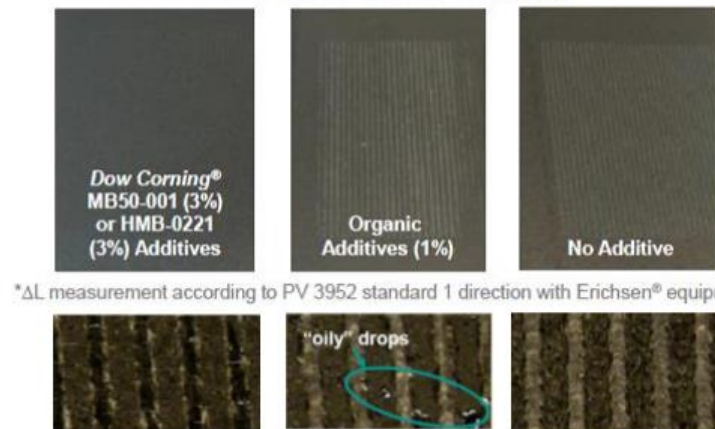 Dow Corning®
MB50-001 (3%)
or HMB-0221
(3%) Additives
Organic
Additives (1%)
No Additive
*ΔL measurement according to PV 3952 standard 1 direction with Erichsen® equip
"oily" drops